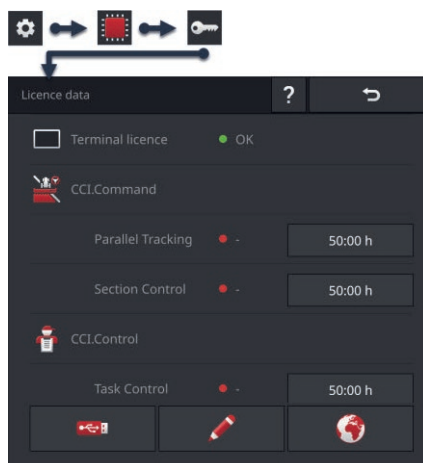 Licence data ?
Terminal licence OK
CCI.Command
Parallel Tracking - 50:00 h
Section Control - 50:00 h
CCI.Control
Task Control - 50:00 h